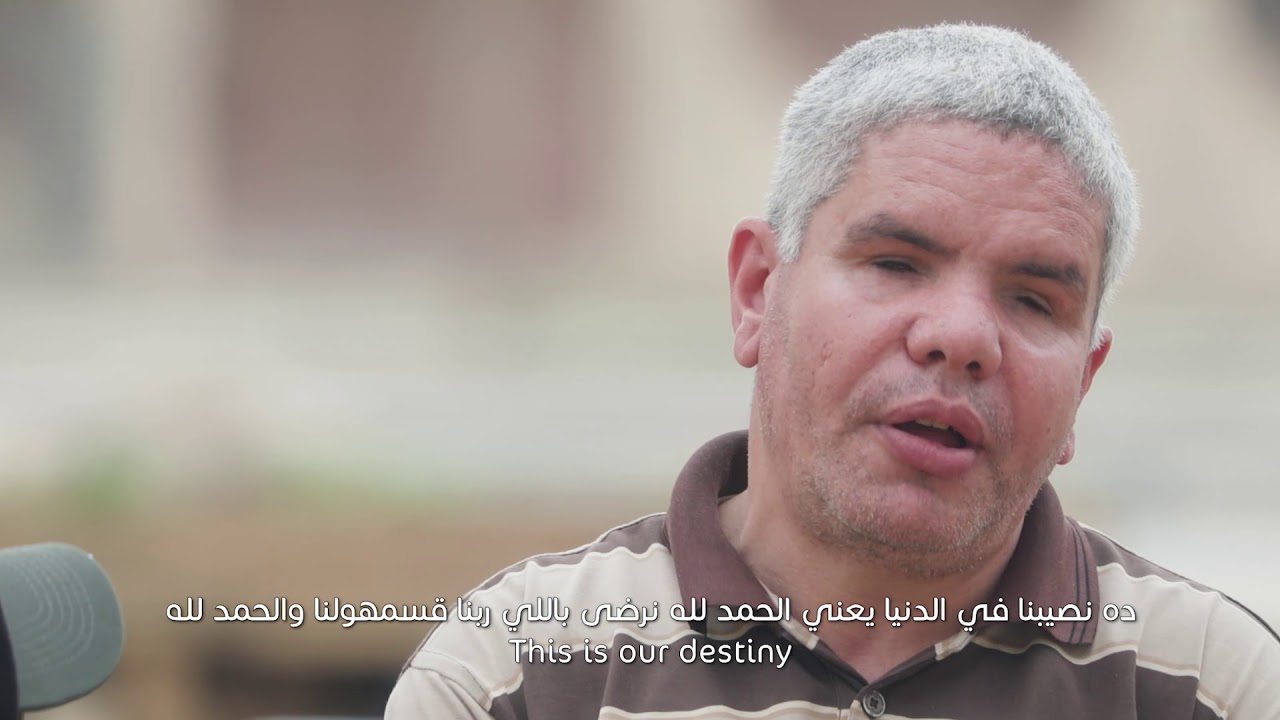 ده نصيبنا في الدنيا يعني الحمد لله نرضى باللي ربنا قسمهولنا والحمد لله
This is our destiny